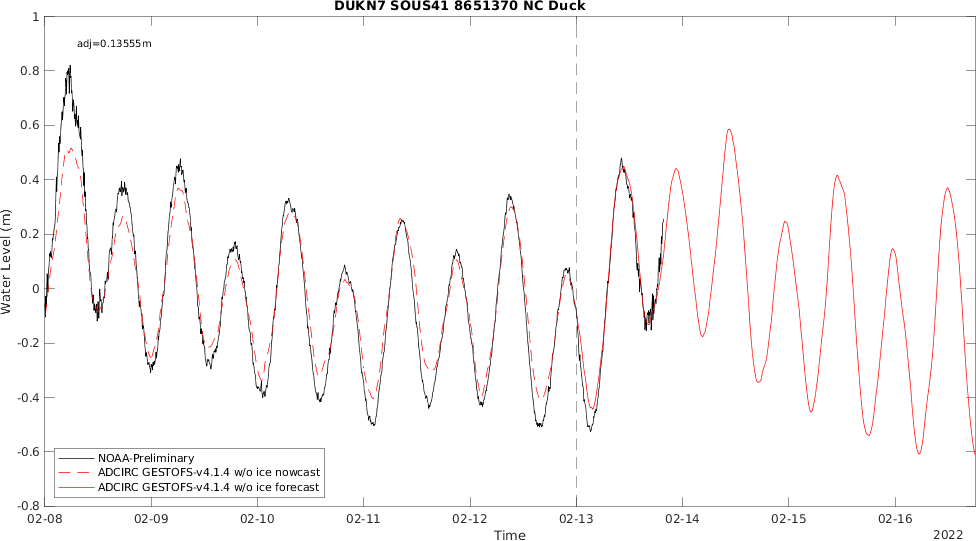 DUKN7 SOUS41 8651370 NC Duck
adj=0.13555m
1
0.8
0.6
0.4
0.2
0
-0.2
-0.4
-0.6
-0.8
Water Level (m)
NOAA-Preliminary
ADCIRC GESTOFS-v4.1.4 w/o ice nowcast
ADCIRC GESTOFS-v4.1.4 w/o ice forecast
02-08 02-09 02-10 02-11 02-12 02-13 02-14 02-15 02-16
Time
2022